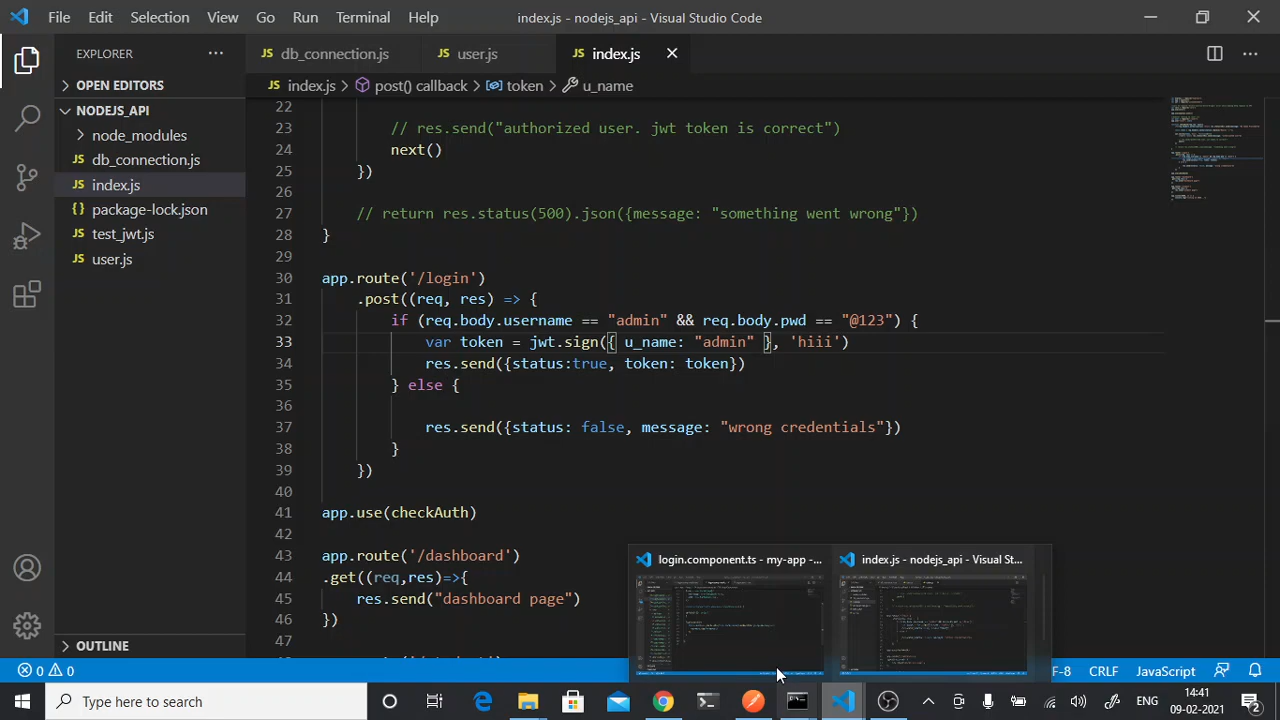 File Edit Selection View Go Run Terminal Help
index.js - nodejs_api - Visual Studio Code
EXPLORER
db_connection.js
user.js
index.js
OPEN EDITORS
index.js > post() callback > token > u_name
NODEJS_API
node_modules
db_connection.js
index.js
package-lock.json
test_jwt.js
user.js
22
23 // res.send("authorized user. jwt token is correct")
24 next()
25 })
26
27 // return res.status(500).json({message: "something went wrong"})
28 }
29
30 app.route('/login')
31 .post((req, res) => {
32 if (req.body.username == "admin" && req.body.pwd == "@123") {
33 var token = jwt.sign({ u_name: "admin" }, 'hiii')
34 res.send({status:true, token: token})
35 } else {
36
37 res.send({status: false, message: "wrong credentials"})
38 }
39 })
40
41 app.use(checkAuth)
42
43 app.route('/dashboard')
44 .get((req,res)=>{
45 res.send("dashboard page")
46 })
47
login.component.ts - my-app -...
index.js - nodejs_api - Visual St...
OUTLINE
0 0
F-8 CRLF JavaScript
Type here to search
ENG
14:41
09-02-2021
2